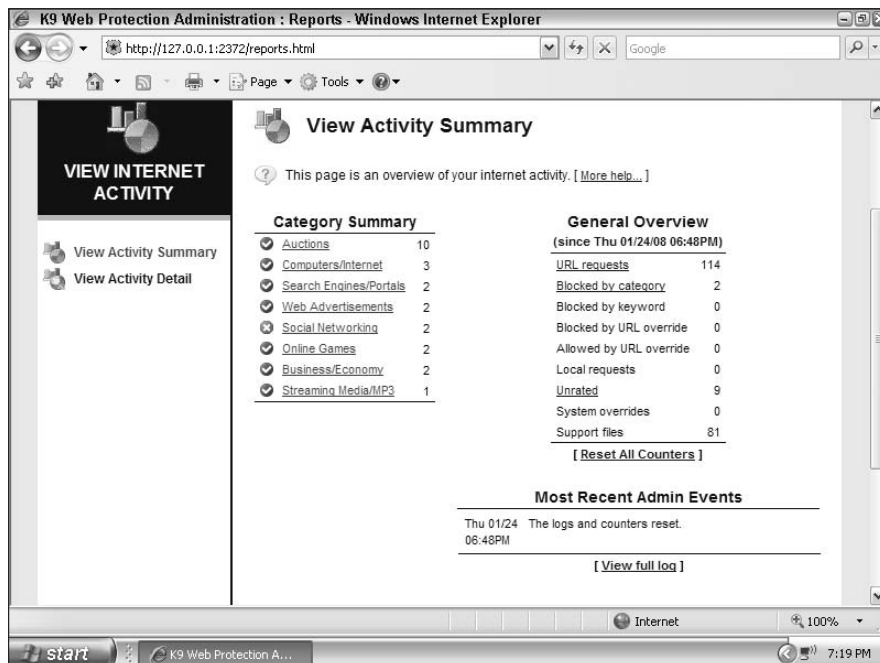 K9 Web Protection Administration : Reports - Windows Internet Explorer
http://127.0.0.1:2372/reports.html
Google
Page
Tools
VIEW INTERNET
ACTIVITY
View Activity Summary
View Activity Detail
View Activity Summary
This page is an overview of your internet activity. [ More help... ]
Category Summary
Auctions 10
Computers/Internet 3
Search Engines/Portals 2
Web Advertisements 2
Social Networking 2
Online Games 2
Business/Economy 2
Streaming Media/MP3 1
General Overview
(since Thu 01/24/08 06:48PM)
URL requests 114
Blocked by category 2
Blocked by keyword 0
Blocked by URL override 0
Allowed by URL override 0
Local requests 0
Unrated 9
System overrides 0
Support files 81
[ Reset All Counters ]
Most Recent Admin Events
Thu 01/24 The logs and counters reset.
06:48PM
[ View full log ]
Internet
100%
start
K9 Web Protection A...
7:19 PM